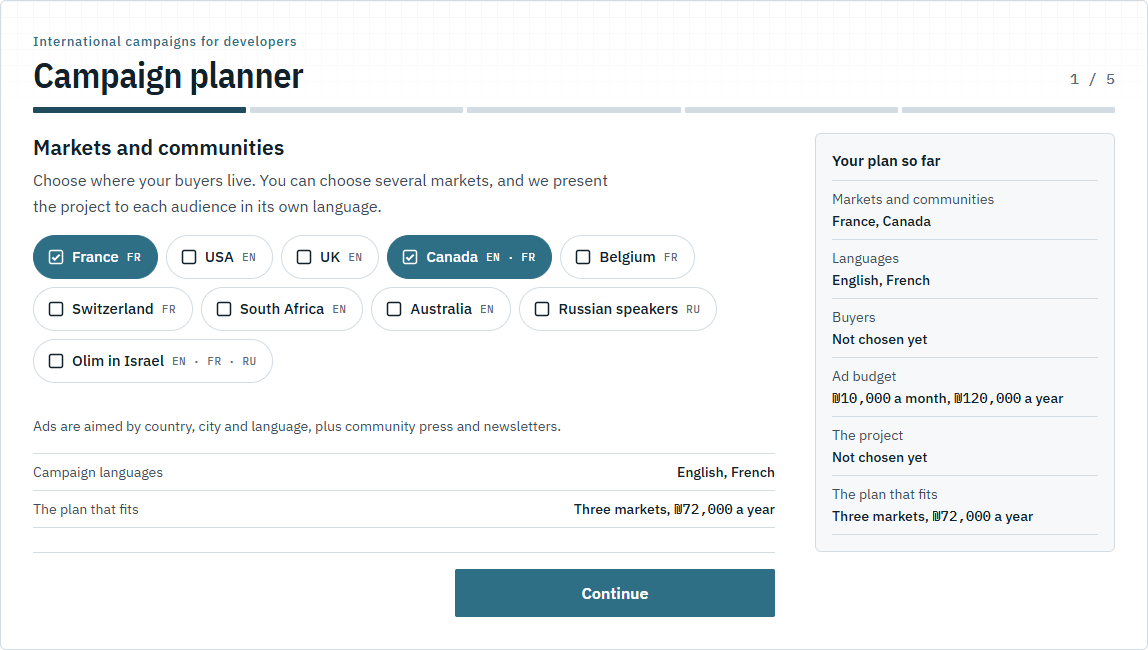 International campaigns for developers
Campaign planner
1 / 5
Markets and communities
Choose where your buyers live. You can choose several markets, and we present
the project to each audience in its own language.
France FR
USA EN
UK EN
Canada EN · FR
Belgium FR
Switzerland FR
South Africa EN
Australia EN
Russian speakers RU
Olim in Israel EN · FR · RU
Ads are aimed by country, city and language, plus community press and newsletters.
Campaign languages English, French
The plan that fits Three markets, ₪72,000 a year
Continue
Your plan so far
Markets and communities
France, Canada
Languages
English, French
Buyers
Not chosen yet
Ad budget
₪10,000 a month, ₪120,000 a year
The project
Not chosen yet
The plan that fits
Three markets, ₪72,000 a year